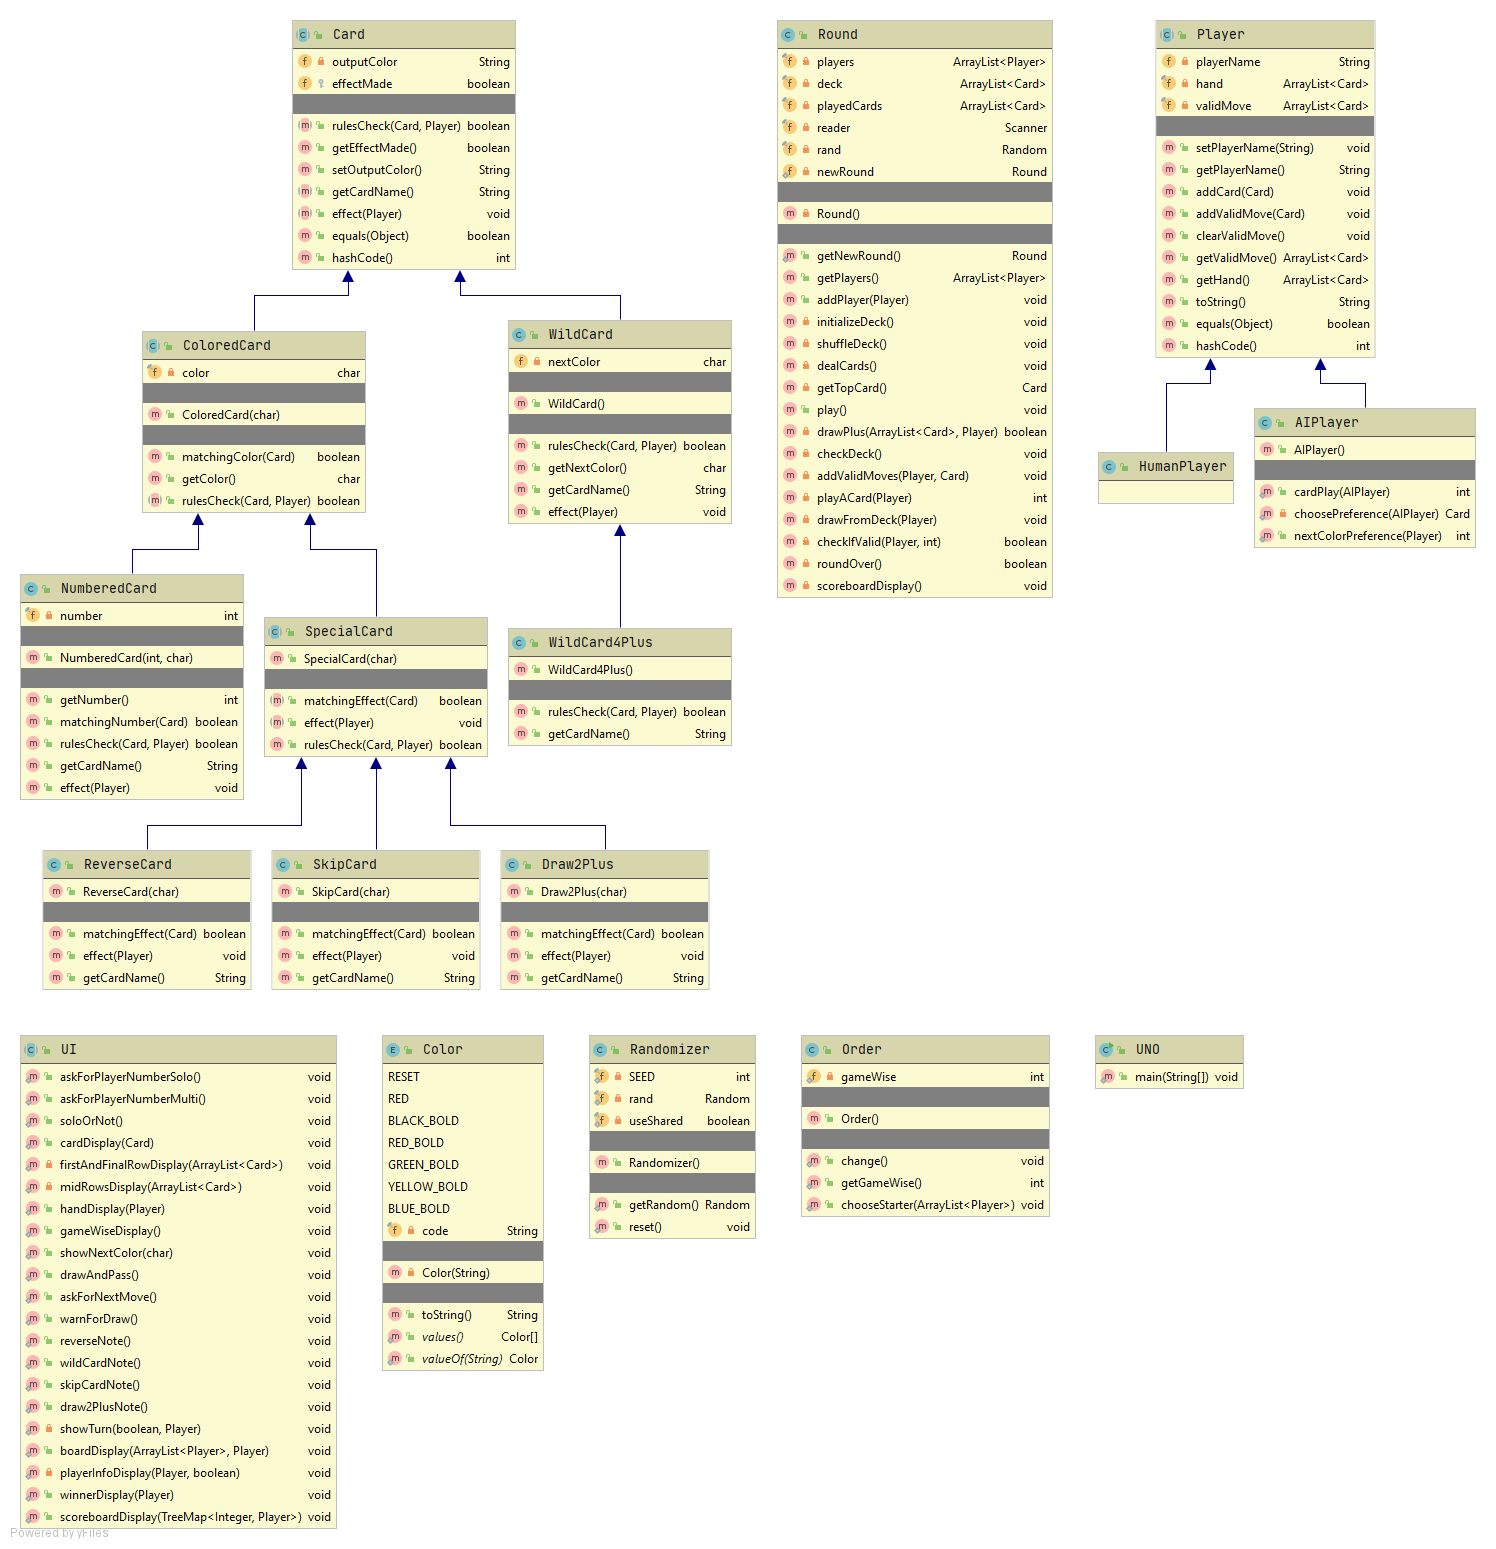 Card
outputColor String
effectMade boolean
rulesCheck(Card, Player) boolean
getEffectMade() boolean
setOutputColor() String
getCardName() String
effect(Player) void
equals(Object) boolean
hashCode() int
Round
players ArrayList<Player>
deck ArrayList<Card>
playedCards ArrayList<Card>
reader Scanner
rand Random
newRound Round
Round()
getNewRound() Round
getPlayers() ArrayList<Player>
addPlayer(Player) void
initializeDeck() void
shuffleDeck() void
dealCards() void
getTopCard() Card
play() void
drawPlus(ArrayList<Card>, Player) boolean
checkDeck() void
addValidMoves(Player, Card) void
playACard(Player) int
drawFromDeck(Player) void
checkIfValid(Player, int) boolean
roundOver() boolean
scoreboardDisplay() void
Player
playerName String
hand ArrayList<Card>
validMove ArrayList<Card>
setPlayerName(String) void
getPlayerName() String
addCard(Card) void
addValidMove(Card) void
clearValidMove() void
getValidMove() ArrayList<Card>
getHand() ArrayList<Card>
toString() String
equals(Object) boolean
hashCode() int
ColoredCard
color char
ColoredCard(char)
matchingColor(Card) boolean
getColor() char
rulesCheck(Card, Player) boolean
WildCard
nextColor char
WildCard()
rulesCheck(Card, Player) boolean
getNextColor() char
getCardName() String
effect(Player) void
HumanPlayer
AIPlayer
AIPlayer()
cardPlay(AIPlayer) int
choosePreference(AIPlayer) Card
nextColorPreference(Player) int
NumberedCard
number int
NumberedCard(int, char)
getNumber() int
matchingNumber(Card) boolean
rulesCheck(Card, Player) boolean
getCardName() String
effect(Player) void
SpecialCard
SpecialCard(char)
matchingEffect(Card) boolean
effect(Player) void
rulesCheck(Card, Player) boolean
WildCard4Plus
WildCard4Plus()
rulesCheck(Card, Player) boolean
getCardName() String
ReverseCard
ReverseCard(char)
matchingEffect(Card) boolean
effect(Player) void
getCardName() String
SkipCard
SkipCard(char)
matchingEffect(Card) boolean
effect(Player) void
getCardName() String
Draw2Plus
Draw2Plus(char)
matchingEffect(Card) boolean
effect(Player) void
getCardName() String
UI
askForPlayerNumberSolo() void
askForPlayerNumberMulti() void
soloOrNot() void
cardDisplay(Card) void
firstAndFinalRowDisplay(ArrayList<Card>) void
midRowsDisplay(ArrayList<Card>) void
handDisplay(Player) void
gameWiseDisplay() void
showNextColor(char) void
drawAndPass() void
askForNextMove() void
warnForDraw() void
reverseNote() void
wildCardNote() void
skipCardNote() void
draw2PlusNote() void
showTurn(boolean, Player) void
boardDisplay(ArrayList<Player>, Player) void
playerInfoDisplay(Player, boolean) void
winnerDisplay(Player) void
scoreboardDisplay(TreeMap<Integer, Player>) void
Color
RESET
RED
BLACK_BOLD
RED_BOLD
GREEN_BOLD
YELLOW_BOLD
BLUE_BOLD
code String
Color(String)
toString() String
values() Color[]
valueOf(String) Color
Randomizer
SEED int
rand Random
useShared boolean
Randomizer()
getRandom() Random
reset() void
Order
gameWise int
Order()
change() void
getGameWise() int
chooseStarter(ArrayList<Player>) void
UNO
main(String[]) void
Powered by yFiles